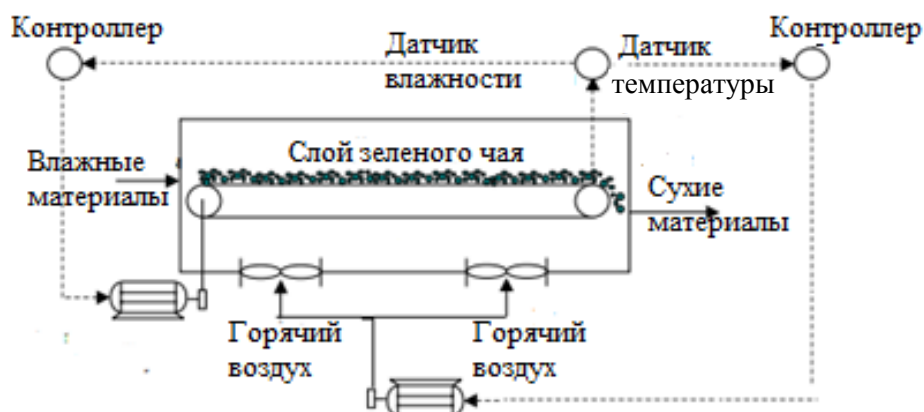 Контроллер
Датчик
влажности
Датчик
температуры
Контроллер
Слой зеленого чая
Влажные
материалы
Сухие
материалы
Горячий
воздух
Горячий
воздух